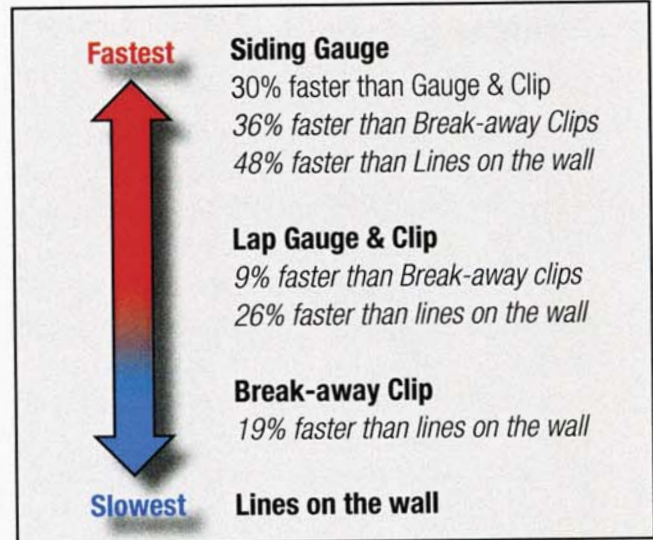 Fastest
Siding Gauge
30% faster than Gauge & Clip
36% faster than Break-away Clips
48% faster than Lines on the wall
Lap Gauge & Clip
9% faster than Break-away clips
26% faster than lines on the wall
Break-away Clip
19% faster than lines on the wall
Slowest
Lines on the wall